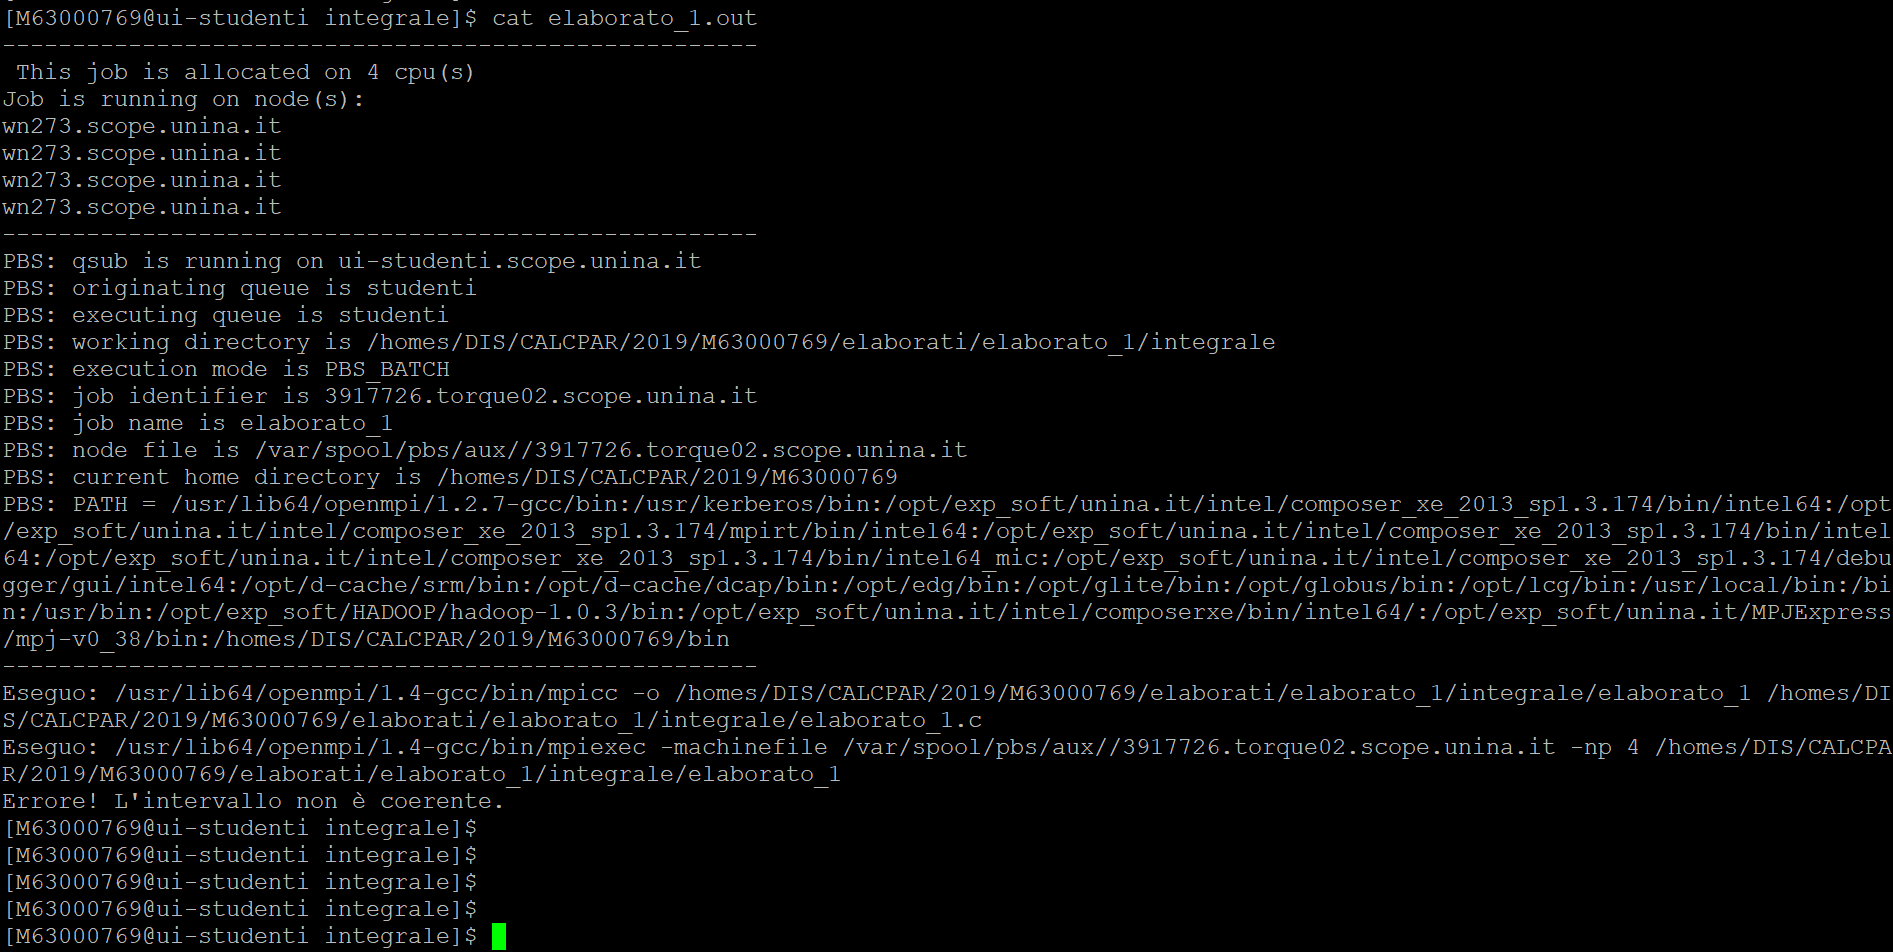 [M63000769@ui-studenti integrale]$ cat elaborato_1.out
------------------------------------------------------
 This job is allocated on 4 cpu(s)
Job is running on node(s):
wn273.scope.unina.it
wn273.scope.unina.it
wn273.scope.unina.it
wn273.scope.unina.it
------------------------------------------------------
PBS: qsub is running on ui-studenti.scope.unina.it
PBS: originating queue is studenti
PBS: executing queue is studenti
PBS: working directory is /homes/DIS/CALCPAR/2019/M63000769/elaborati/elaborato_1/integrale
PBS: execution mode is PBS_BATCH
PBS: job identifier is 3917726.torque02.scope.unina.it
PBS: job name is elaborato_1
PBS: node file is /var/spool/pbs/aux//3917726.torque02.scope.unina.it
PBS: current home directory is /homes/DIS/CALCPAR/2019/M63000769
PBS: PATH = /usr/lib64/openmpi/1.2.7-gcc/bin:/usr/kerberos/bin:/opt/exp_soft/unina.it/intel/composer_xe_2013_sp1.3.174/bin/intel64:/opt
/exp_soft/unina.it/intel/composer_xe_2013_sp1.3.174/mpirt/bin/intel64:/opt/exp_soft/unina.it/intel/composer_xe_2013_sp1.3.174/bin/intel
64:/opt/exp_soft/unina.it/intel/composer_xe_2013_sp1.3.174/bin/intel64_mic:/opt/exp_soft/unina.it/intel/composer_xe_2013_sp1.3.174/debu
gger/gui/intel64:/opt/d-cache/srm/bin:/opt/d-cache/dcap/bin:/opt/edg/bin:/opt/glite/bin:/opt/globus/bin:/opt/lcg/bin:/usr/local/bin:/bi
n:/usr/bin:/opt/exp_soft/HADOOP/hadoop-1.0.3/bin:/opt/exp_soft/unina.it/intel/composerxe/bin/intel64/:/opt/exp_soft/unina.it/MPJExpress
/mpj-v0_38/bin:/homes/DIS/CALCPAR/2019/M63000769/bin
------------------------------------------------------
Eseguo: /usr/lib64/openmpi/1.4-gcc/bin/mpicc -o /homes/DIS/CALCPAR/2019/M63000769/elaborati/elaborato_1/integrale/elaborato_1 /homes/DI
S/CALCPAR/2019/M63000769/elaborati/elaborato_1/integrale/elaborato_1.c
Eseguo: /usr/lib64/openmpi/1.4-gcc/bin/mpiexec -machinefile /var/spool/pbs/aux//3917726.torque02.scope.unina.it -np 4 /homes/DIS/CALCPA
R/2019/M63000769/elaborati/elaborato_1/integrale/elaborato_1
Errore! L'intervallo non è coerente.
[M63000769@ui-studenti integrale]$
[M63000769@ui-studenti integrale]$
[M63000769@ui-studenti integrale]$
[M63000769@ui-studenti integrale]$
[M63000769@ui-studenti integrale]$